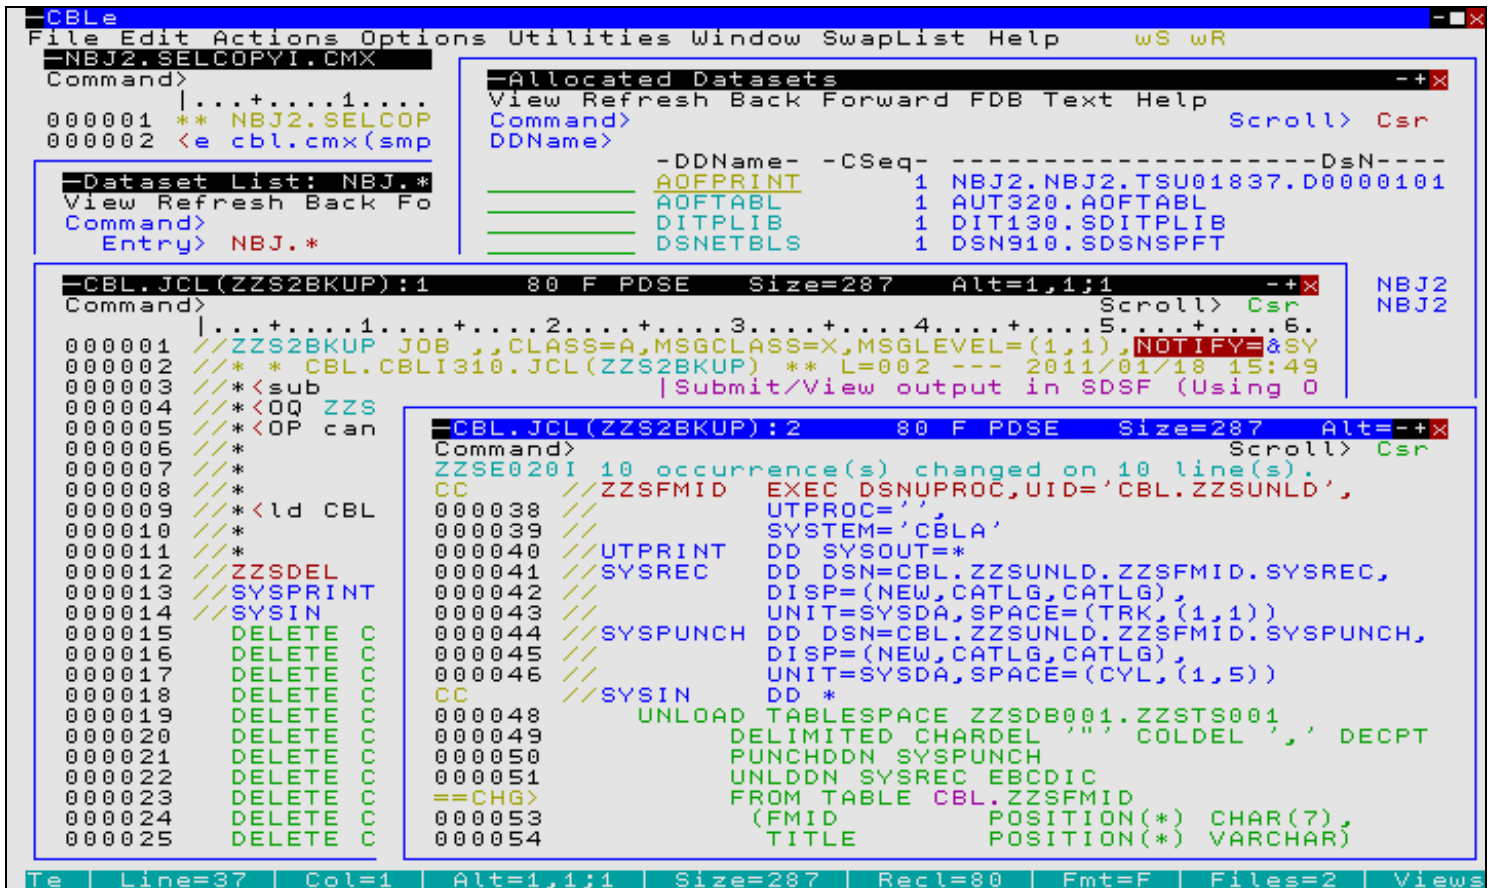 CBLe
File Edit Actions Options Utilities Window SwapList Help wS wR
NBJ2.SELCOPYI.CMX
Command>
|...+....1....
000001 ** NBJ2.SELCOP
000002 <e cbl.cmx(smp
Allocated Datasets
View Refresh Back Forward FDB Text Help
Command> Scroll> Csr
DDName>
-DDName- -CSeq- --------------------DsN----
AOFPRINT 1 NBJ2.NBJ2.TSU01837.D0000101
AOFTABL 1 AUT320.AOFTABL
DITPLIB 1 DIT130.SDITPLIB
DSNETBLS 1 DSN910.SDSNSPFT
NBJ2
NBJ2
Dataset List: NBJ.*
View Refresh Back Fo
Command>
Entry> NBJ.*
CBL.JCL(ZZS2BKUP):1 80 F PDSE Size=287 Alt=1,1;1
Command> Scroll> Csr
|...+....1....+....2....+....3....+....4....+....5....+....6.
000001 //ZZS2BKUP JOB ,,CLASS=A,MSGCLASS=X,MSGLEVEL=(1,1),NOTIFY=&SY
000002 //* * CBL.CBLI310.JCL(ZZS2BKUP) ** L=002 --- 2011/01/18 15:49
000003 //*<sub |Submit/View output in SDSF (Using O
000004 //*<OQ ZZS
000005 //*<OP can
000006 //*
000007 //*
000008 //*
000009 //*<ld CBL
000010 //*
000011 //*
000012 //ZZSDEL
000013 //SYSPRINT
000014 //SYSIN
000015 DELETE C
000016 DELETE C
000017 DELETE C
000018 DELETE C
000019 DELETE C
000020 DELETE C
000021 DELETE C
000022 DELETE C
000023 DELETE C
000024 DELETE C
000025 DELETE C
CBL.JCL(ZZS2BKUP):2 80 F PDSE Size=287 Alt=
Command> Scroll> Csr
ZZSE020I 10 occurrence(s) changed on 10 line(s).
CC //ZZSFMID EXEC DSNUPROC,UID='CBL.ZZSUNLD',
000038 // UTPROC='',
000039 // SYSTEM='CBLA'
000040 //UTPRINT DD SYSOUT=*
000041 //SYSREC DD DSN=CBL.ZZSUNLD.ZZSFMID.SYSREC,
000042 // DISP=(NEW,CATLG,CATLG),
000043 // UNIT=SYSDA,SPACE=(TRK,(1,1))
000044 //SYSPUNCH DD DSN=CBL.ZZSUNLD.ZZSFMID.SYSPUNCH,
000045 // DISP=(NEW,CATLG,CATLG),
000046 // UNIT=SYSDA,SPACE=(CYL,(1,5))
CC //SYSIN DD *
000048 UNLOAD TABLESPACE ZZSDB001.ZZSTS001
000049 DELIMITED CHARDEL '"' COLDEL ',' DECPT
000050 PUNCHDDN SYSPUNCH
000051 UNLDDN SYSREC EBCDIC
==CHG> FROM TABLE CBL.ZZSFMID
000053 (FMID POSITION(*) CHAR(7),
000054 TITLE POSITION(*) VARCHAR)
Te | Line=37 | Col=1 | Alt=1,1;1 | Size=287 | Recl=80 | Fmt=F | Files=2 | Views